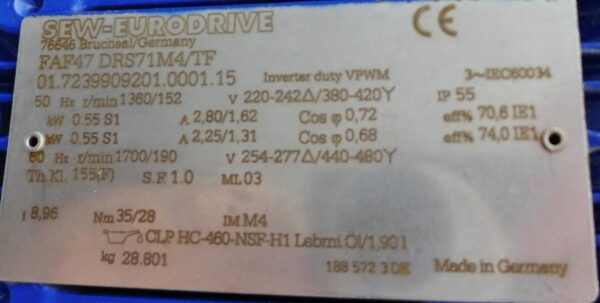 SEW-EURODRIVE
76646 Bruchsal/Germany CE
FAF47 DRS71M4/TF
01.7239909201.0001.15 Inverter duty VPWM 3~IEC60034
50 Hz r/min 1360/152 V 220-242Δ/380-420Y IP 55
kW 0.55 S1 A 2,80/1,62 Cos φ 0,72 eff% 70,6 IE1
kW 0.55 S1 A 2,25/1,31 Cos φ 0,68 eff% 74,0 IE1
60 Hz r/min 1700/190 V 254-277Δ/440-480Y
Th.Kl. 155(F) S.F 1.0 ML 03
i 8,96 Nm 35/28 IM M4
CLP HC-460-NSF-H1 Lebmi.Öl/1,90 l
kg 28.801 188 572 3 DE Made in Germany